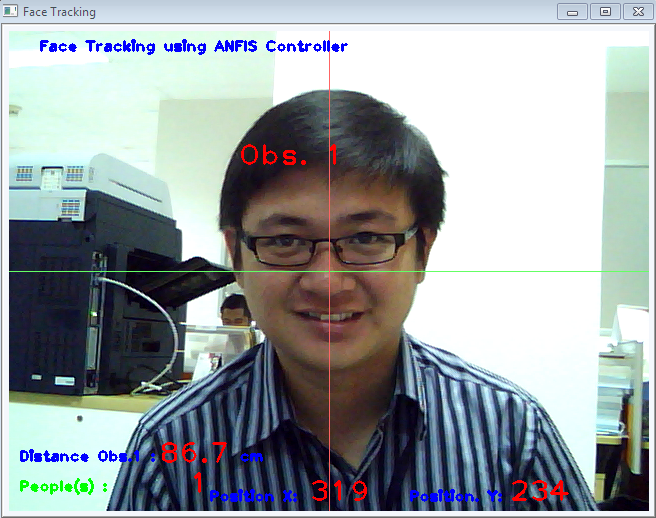 Face Tracking
Face Tracking using ANFIS Controller
Obs. 1
Distance Obs.1 : 86.7 cm
People(s) : 1
Position X: 319 Position. Y: 234